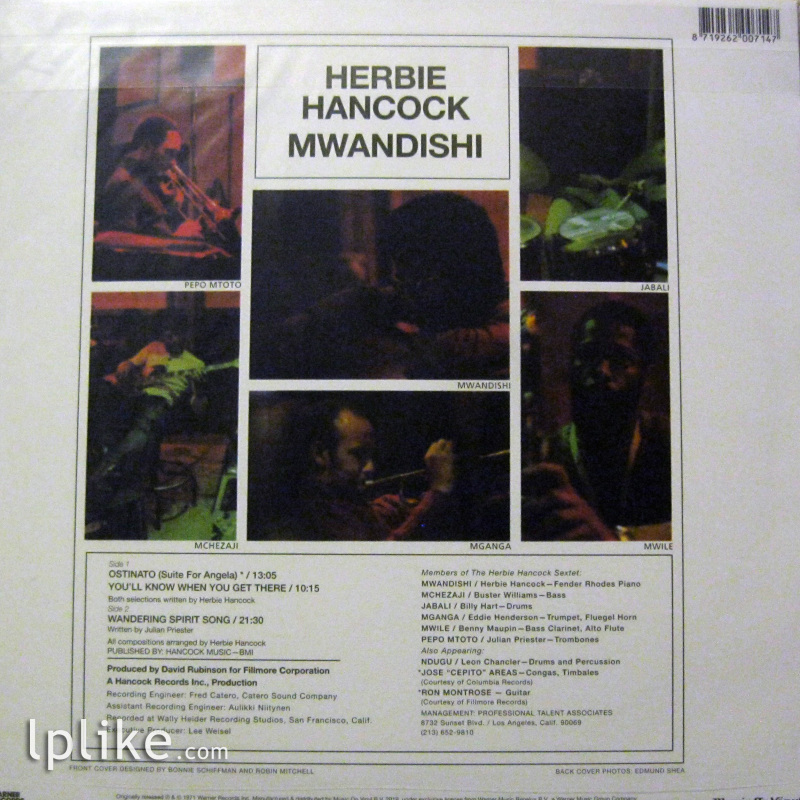 8 719262 007147
HERBIE
HANCOCK
MWANDISHI
PEPO MTOTO
JABALI
MWANDISHI
MCHEZAJI
MGANGA
MWILE
Side 1
OSTINATO (Suite For Angela) * / 13:05
YOU'LL KNOW WHEN YOU GET THERE / 10:15
Both selections written by Herbie Hancock
Side 2
WANDERING SPIRIT SONG / 21:30
Written by Julian Priester
All compositions arranged by Herbie Hancock
PUBLISHED BY: HANCOCK MUSIC—BMI
Produced by David Rubinson for Fillmore Corporation
A Hancock Records Inc., Production
Recording Engineer: Fred Catero, Catero Sound Company
Assistant Recording Engineer: Aulikki Niitynen
Recorded at Wally Heider Recording Studios, San Francisco, Calif.
Executive Producer: Lee Weisel
Members of The Herbie Hancock Sextet:
MWANDISHI / Herbie Hancock—Fender Rhodes Piano
MCHEZAJI / Buster Williams—Bass
JABALI / Billy Hart—Drums
MGANGA / Eddie Henderson—Trumpet, Fluegel Horn
MWILE / Benny Maupin—Bass Clarinet, Alto Flute
PEPO MTOTO / Julian Priester—Trombones
Also Appearing:
NDUGU / Leon Chancler—Drums and Percussion
*JOSE "CEPITO" AREAS—Congas, Timbales
(Courtesy of Columbia Records)
*RON MONTROSE — Guitar
(Courtesy of Fillmore Records)
MANAGEMENT: PROFESSIONAL TALENT ASSOCIATES
6732 Sunset Blvd. / Los Angeles, Calif. 90069
(213) 652-9810
lplike.com
FRONT COVER DESIGNED BY BONNIE SCHIFFMAN AND ROBIN MITCHELL
BACK COVER PHOTOS: EDMUND SHEA
Originally released ℗ & © 1971 Warner Records Inc.